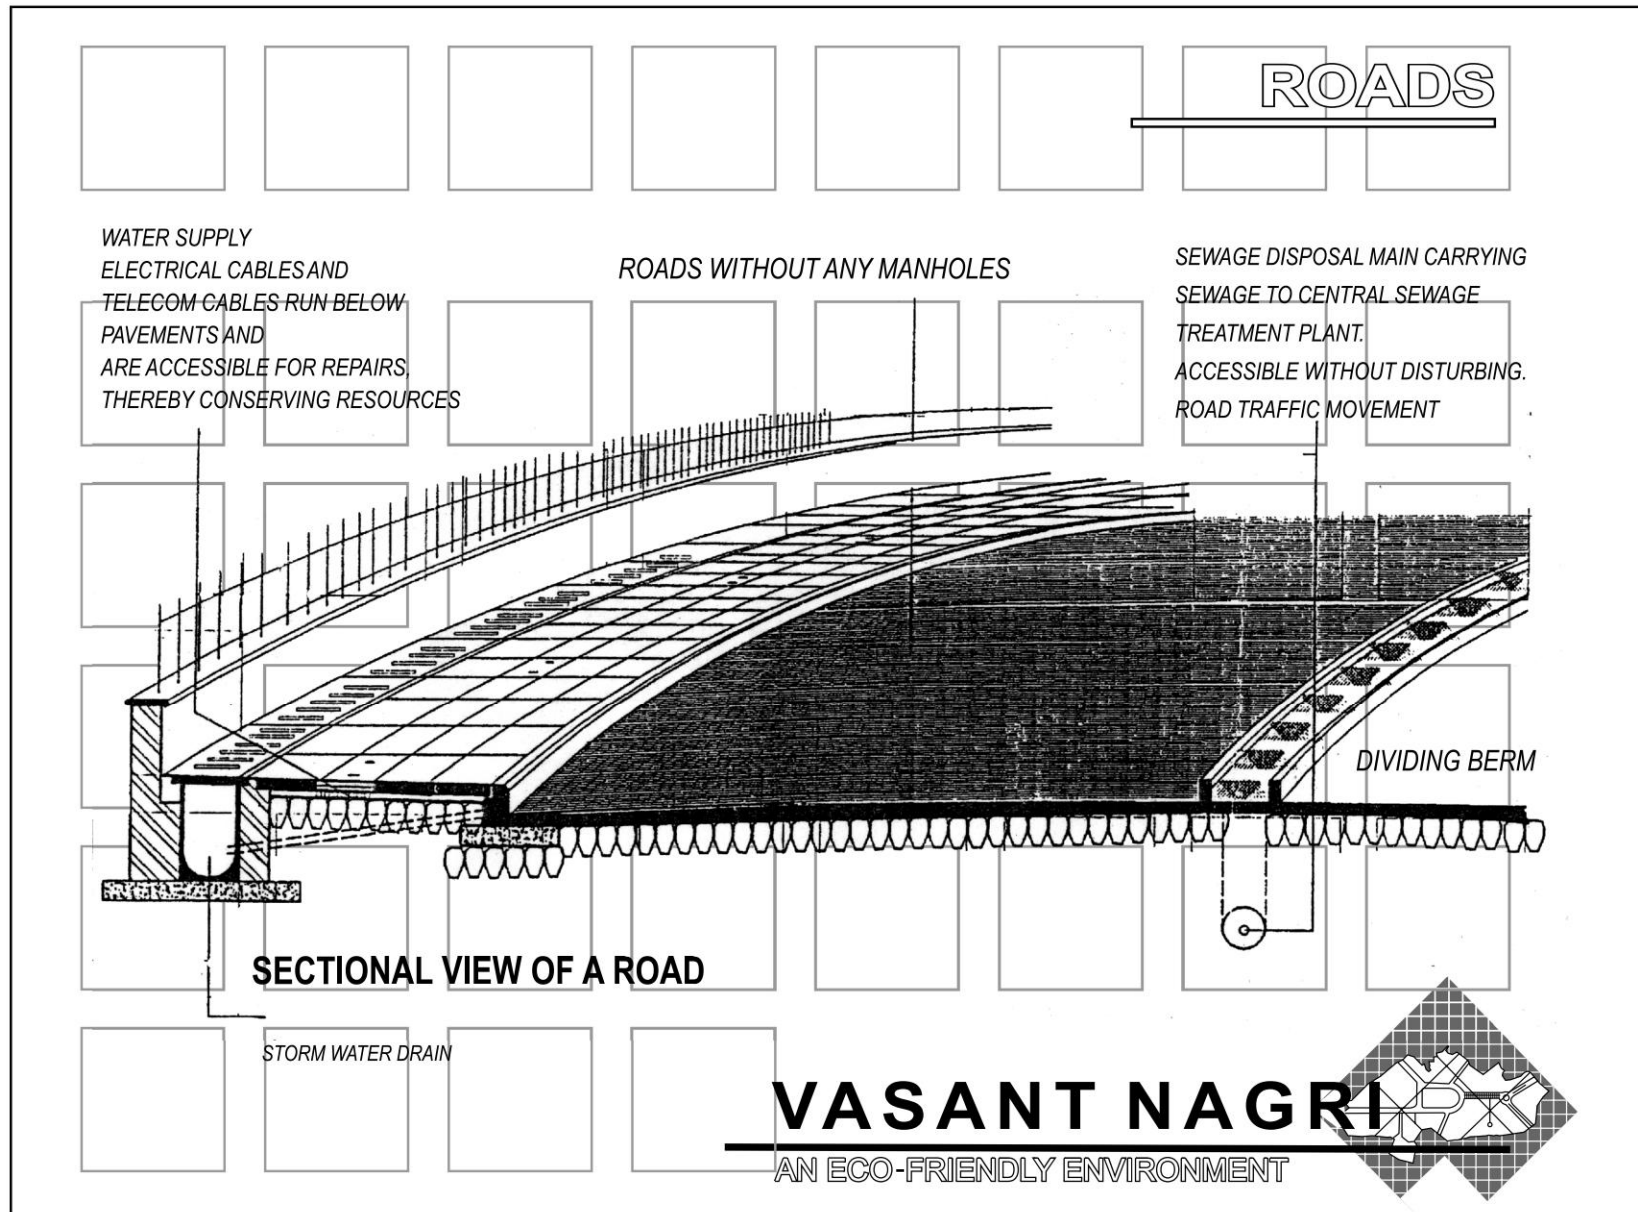 ROADS
WATER SUPPLY
ELECTRICAL CABLES AND
TELECOM CABLES RUN BELOW
PAVEMENTS AND
ARE ACCESSIBLE FOR REPAIRS,
THEREBY CONSERVING RESOURCES
ROADS WITHOUT ANY MANHOLES
SEWAGE DISPOSAL MAIN CARRYING
SEWAGE TO CENTRAL SEWAGE
TREATMENT PLANT.
ACCESSIBLE WITHOUT DISTURBING.
ROAD TRAFFIC MOVEMENT
DIVIDING BERM
SECTIONAL VIEW OF A ROAD
STORM WATER DRAIN
VASANT NAGRI
AN ECO-FRIENDLY ENVIRONMENT